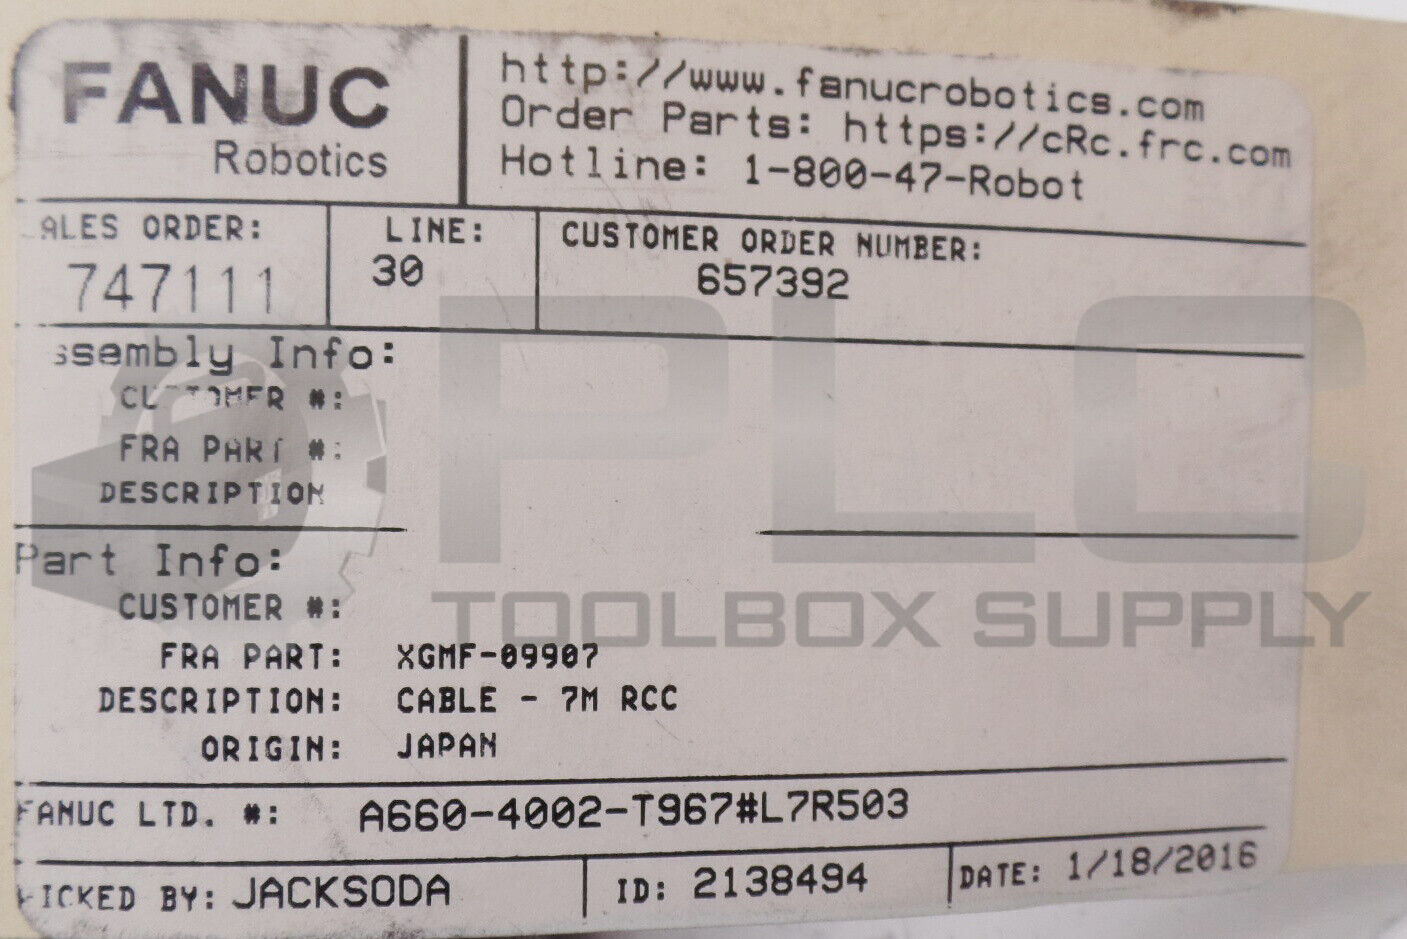 FANUC
Robotics
http://www.fanucrobotics.com
Order Parts: https://cRc.frc.com
Hotline: 1-800-47-Robot
ALES ORDER:
747111
LINE:
30
CUSTOMER ORDER NUMBER:
657392
ssembly Info:
CUSTOMER #:
FRA PART #:
DESCRIPTION
Part Info:
CUSTOMER #:
FRA PART: XGMF-09907
DESCRIPTION: CABLE - 7M RCC
ORIGIN: JAPAN
FANUC LTD. #: A660-4002-T967#L7R503
PICKED BY: JACKSODA
ID: 2138494
DATE: 1/18/2016
PLC
TOOLBOX SUPPLY